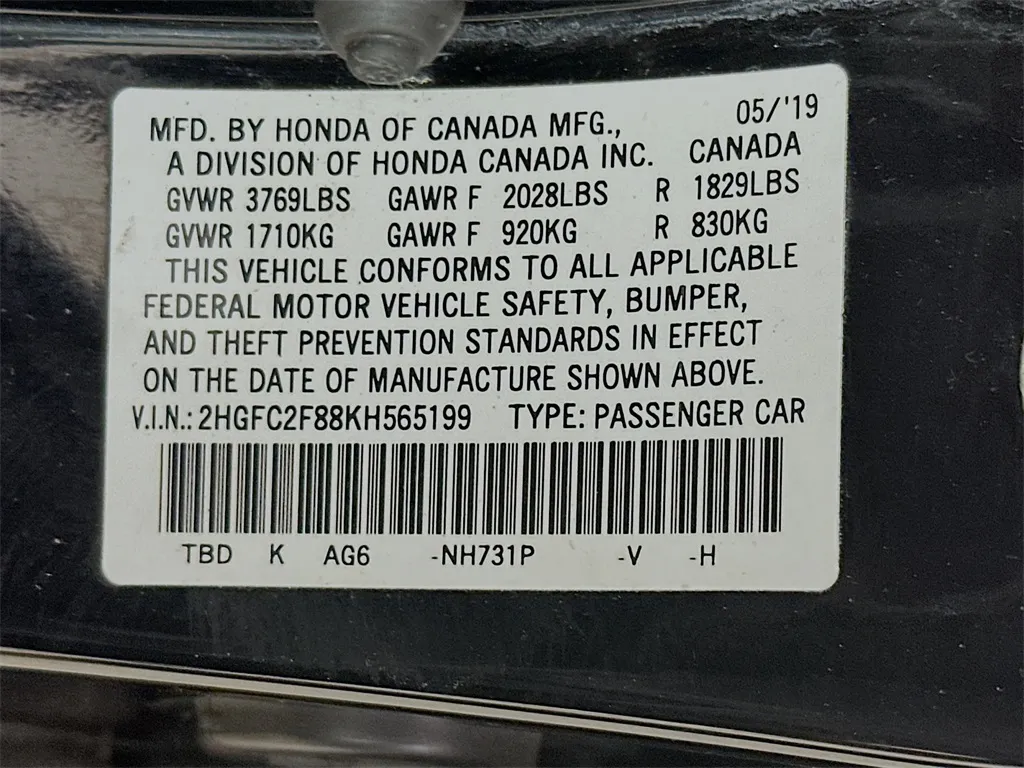 05/'19
MFD. BY HONDA OF CANADA MFG.,
A DIVISION OF HONDA CANADA INC. CANADA
GVWR 3769LBS GAWR F 2028LBS R 1829LBS
GVWR 1710KG GAWR F 920KG R 830KG
THIS VEHICLE CONFORMS TO ALL APPLICABLE
FEDERAL MOTOR VEHICLE SAFETY, BUMPER,
AND THEFT PREVENTION STANDARDS IN EFFECT
ON THE DATE OF MANUFACTURE SHOWN ABOVE.
V.I.N.: 2HGFC2F88KH565199 TYPE: PASSENGER CAR
TBD K AG6 -NH731P -V -H